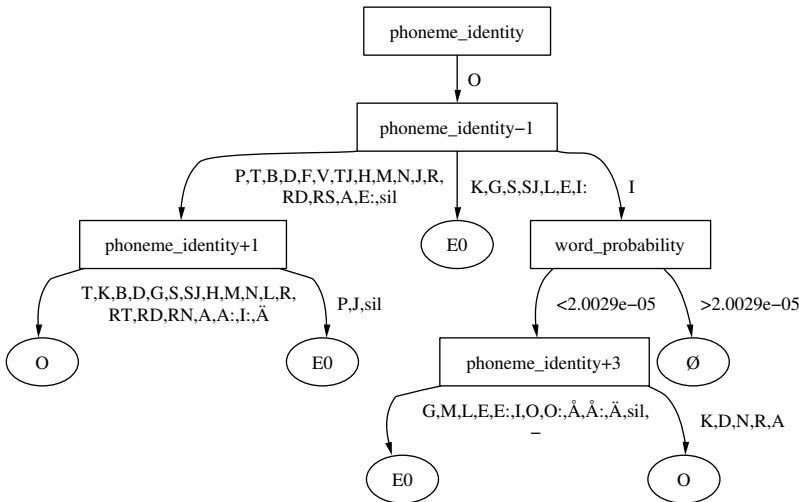 phoneme_identity
O
phoneme_identity−1
P,T,B,D,F,V,TJ,H,M,N,J,R,
RD,RS,A,E:,sil
K,G,S,SJ,L,E,I:
I
phoneme_identity+1
E0
word_probability
T,K,B,D,G,S,SJ,H,M,N,L,R,
RT,RD,RN,A,A:,I:,Ä
P,J,sil
<2.0029e−05
>2.0029e−05
O
E0
phoneme_identity+3
Ø
G,M,L,E,E:,I,O,O:,Å,Å:,Ä,sil,
−
K,D,N,R,A
E0
O